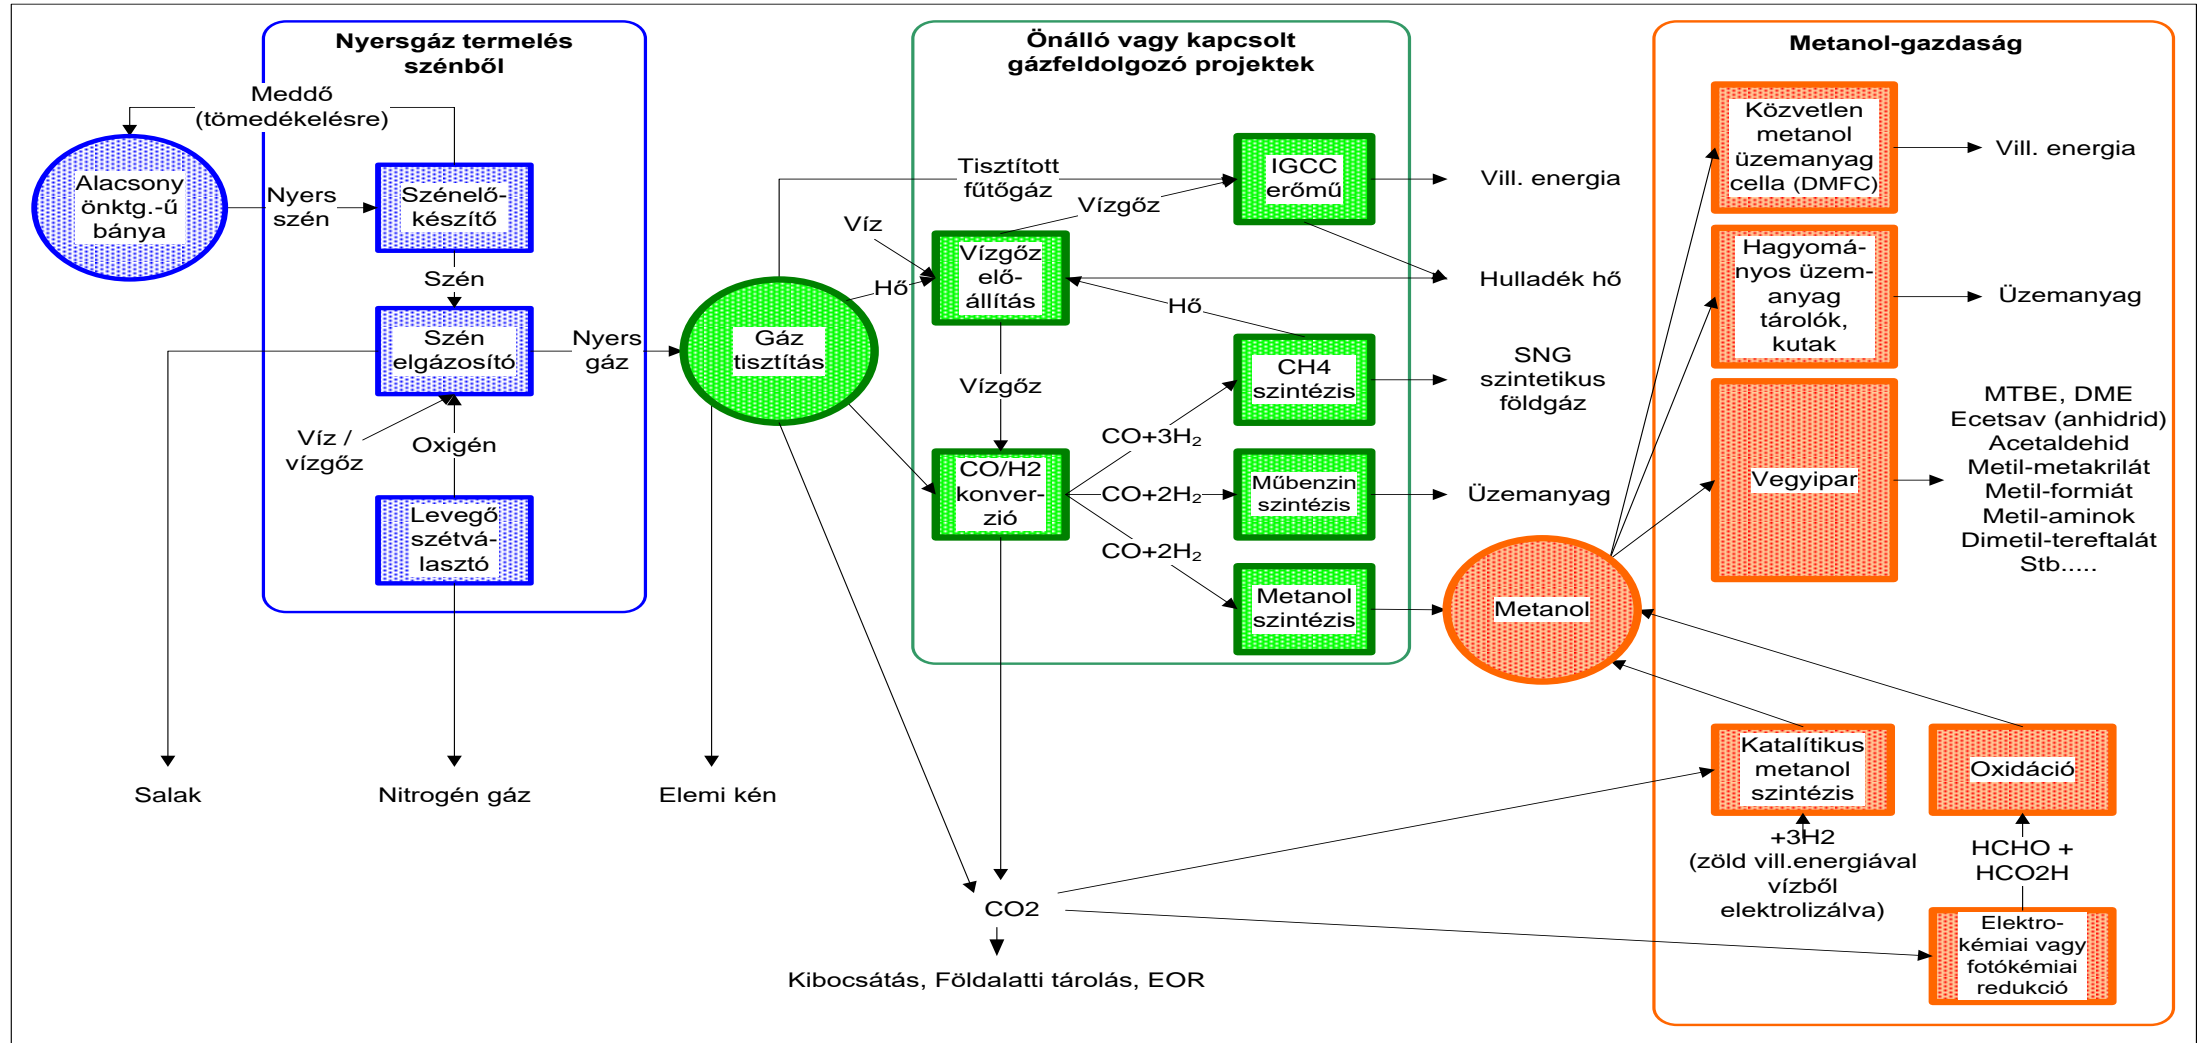 Nyersgáz termelés
szénből
Meddő
(tömedékelésre)
Alacsony
önktg.-ű
bánya
Nyers
szén
Szénelő-
készítő
Szén
Szén
elgázosító
Nyers
gáz
Víz /
vízgőz
Oxigén
Levegő
szétvá-
lasztó
Salak
Nitrogén gáz
Elemi kén
Gáz
tisztítás
Önálló vagy kapcsolt
gázfeldolgozó projektek
Tisztított
fűtőgáz
IGCC
erőmű
Vill. energia
Vízgőz
Víz
Hő
Vízgőz
elő-
állítás
Hulladék hő
Hő
Vízgőz
CH4
szintézis
SNG
szintetikus
földgáz
CO+3H₂
CO/H2
konver-
zió
CO+2H₂
Műbenzin
szintézis
Üzemanyag
CO+2H₂
Metanol
szintézis
Metanol
CO2
Kibocsátás, Földalatti tárolás, EOR
Metanol-gazdaság
Közvetlen
metanol
üzemanyag
cella (DMFC)
Vill. energia
Hagyomá-
nyos üzem-
anyag
tárolók,
kutak
Üzemanyag
Vegyipar
MTBE, DME
Ecetsav (anhidrid)
Acetaldehid
Metil-metakrilát
Metil-formiát
Metil-aminok
Dimetil-tereftalát
Stb.....
Katalítikus
metanol
szintézis
+3H2
(zöld vill.energiával
vízből
elektrolizálva)
Oxidáció
HCHO +
HCO2H
Elektro-
kémiai vagy
fotókémiai
redukció